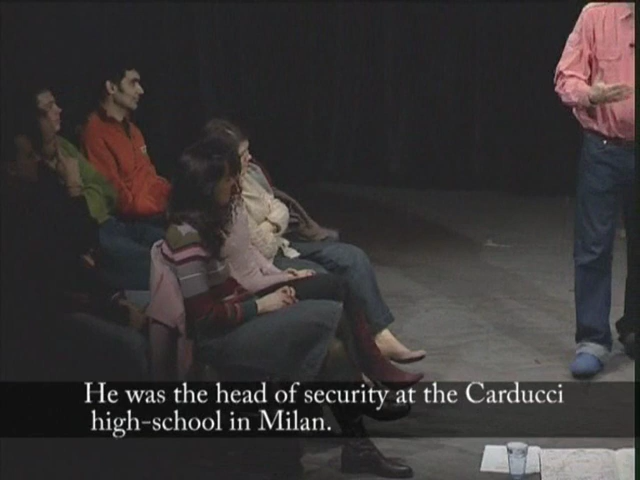 He was the head of security at the Carducci
high-school in Milan.